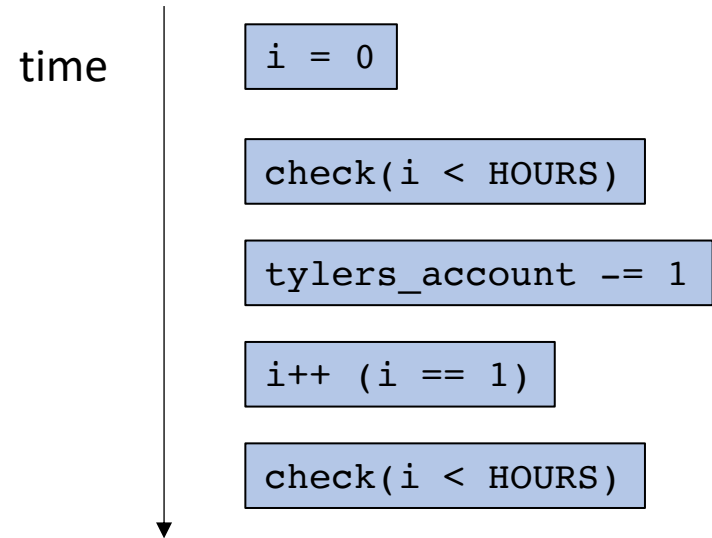 time
i = 0
check(i < HOURS)
tylers_account -= 1
i++ (i == 1)
check(i < HOURS)